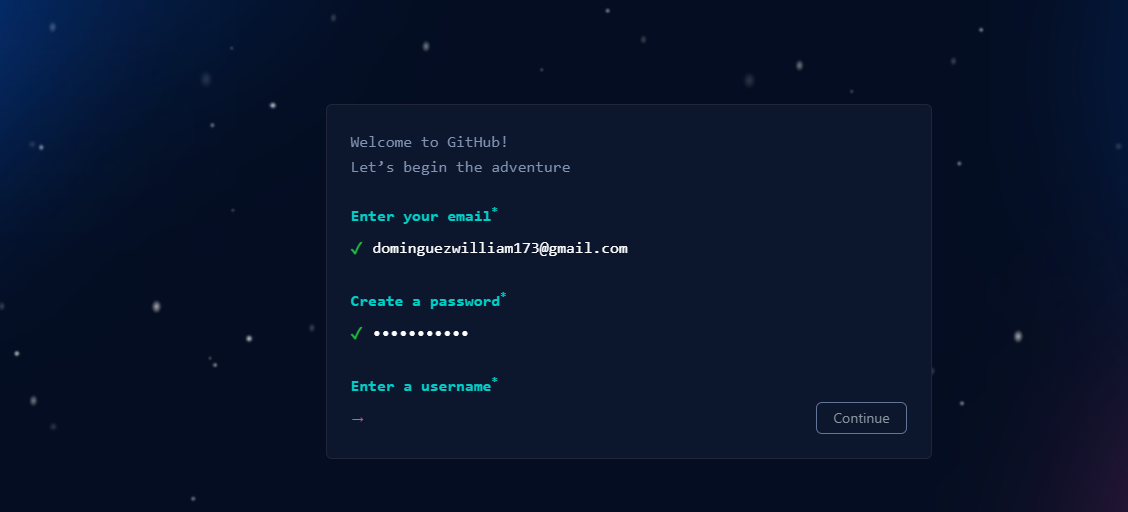 Welcome to GitHub!
Let’s begin the adventure
Enter your email*
✓ dominguezwilliam173@gmail.com
Create a password*
✓ •••••••••••
Enter a username*
→
Continue